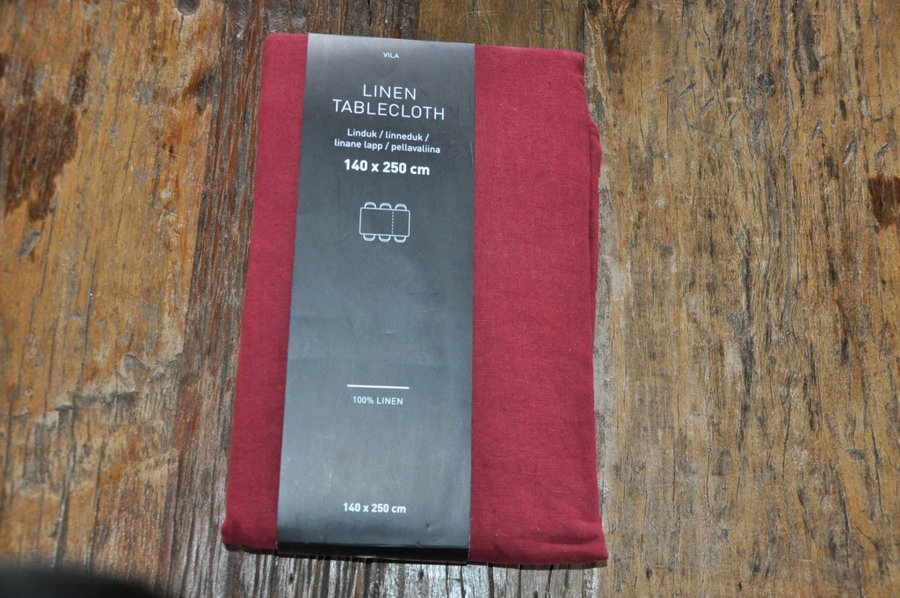 VILA
LINEN
TABLECLOTH
Linduk / linneduk /
linane lapp / pellavaliina
140 x 250 cm
100% LINEN
140 x 250 cm